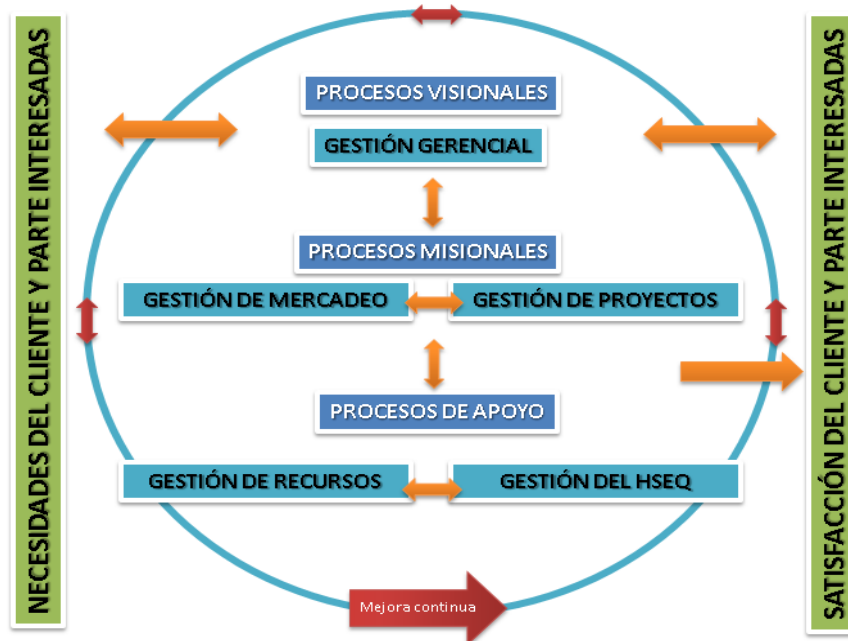 NECESIDADES DEL CLIENTE Y PARTE INTERESADAS
PROCESOS VISIONALES
GESTIÓN GERENCIAL
PROCESOS MISIONALES
GESTIÓN DE MERCADEO
GESTIÓN DE PROYECTOS
PROCESOS DE APOYO
GESTIÓN DE RECURSOS
GESTIÓN DEL HSEQ
Mejora continua
SATISFACCIÓN DEL CLIENTE Y PARTE INTERESADAS